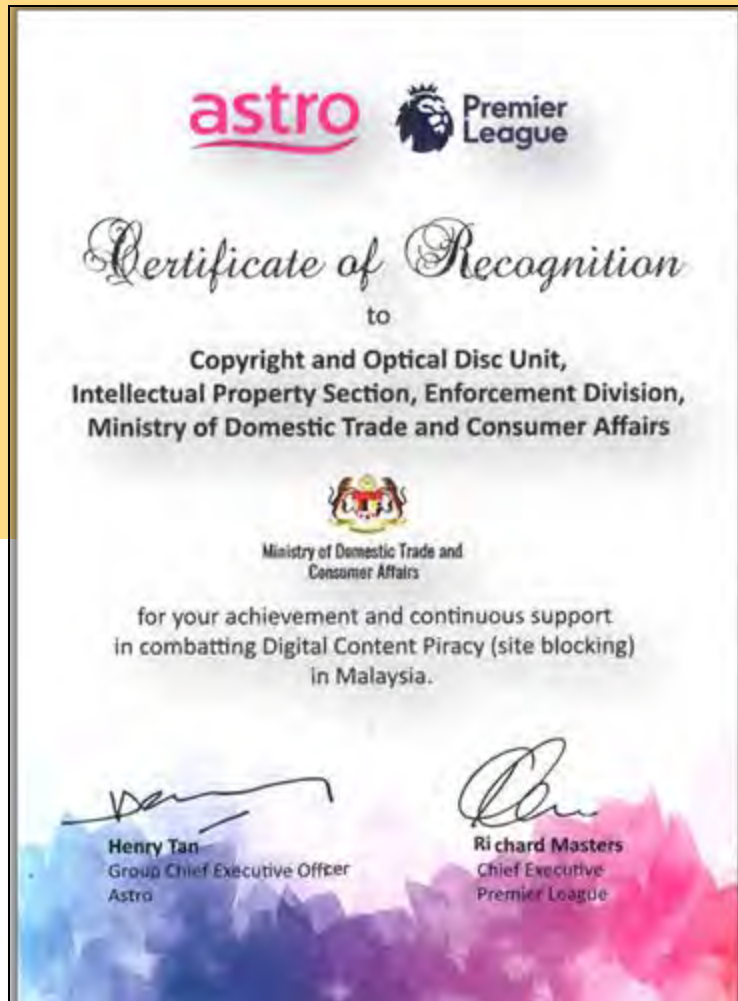 astro
Premier
League
Certificate of Recognition
to
Copyright and Optical Disc Unit,
Intellectual Property Section, Enforcement Division,
Ministry of Domestic Trade and Consumer Affairs
Ministry of Domestic Trade and
Consumer Affairs
for your achievement and continuous support
in combatting Digital Content Piracy (site blocking)
in Malaysia.
Henry Tan
Group Chief Executive Officer
Astro
Richard Masters
Chief Executive
Premier League